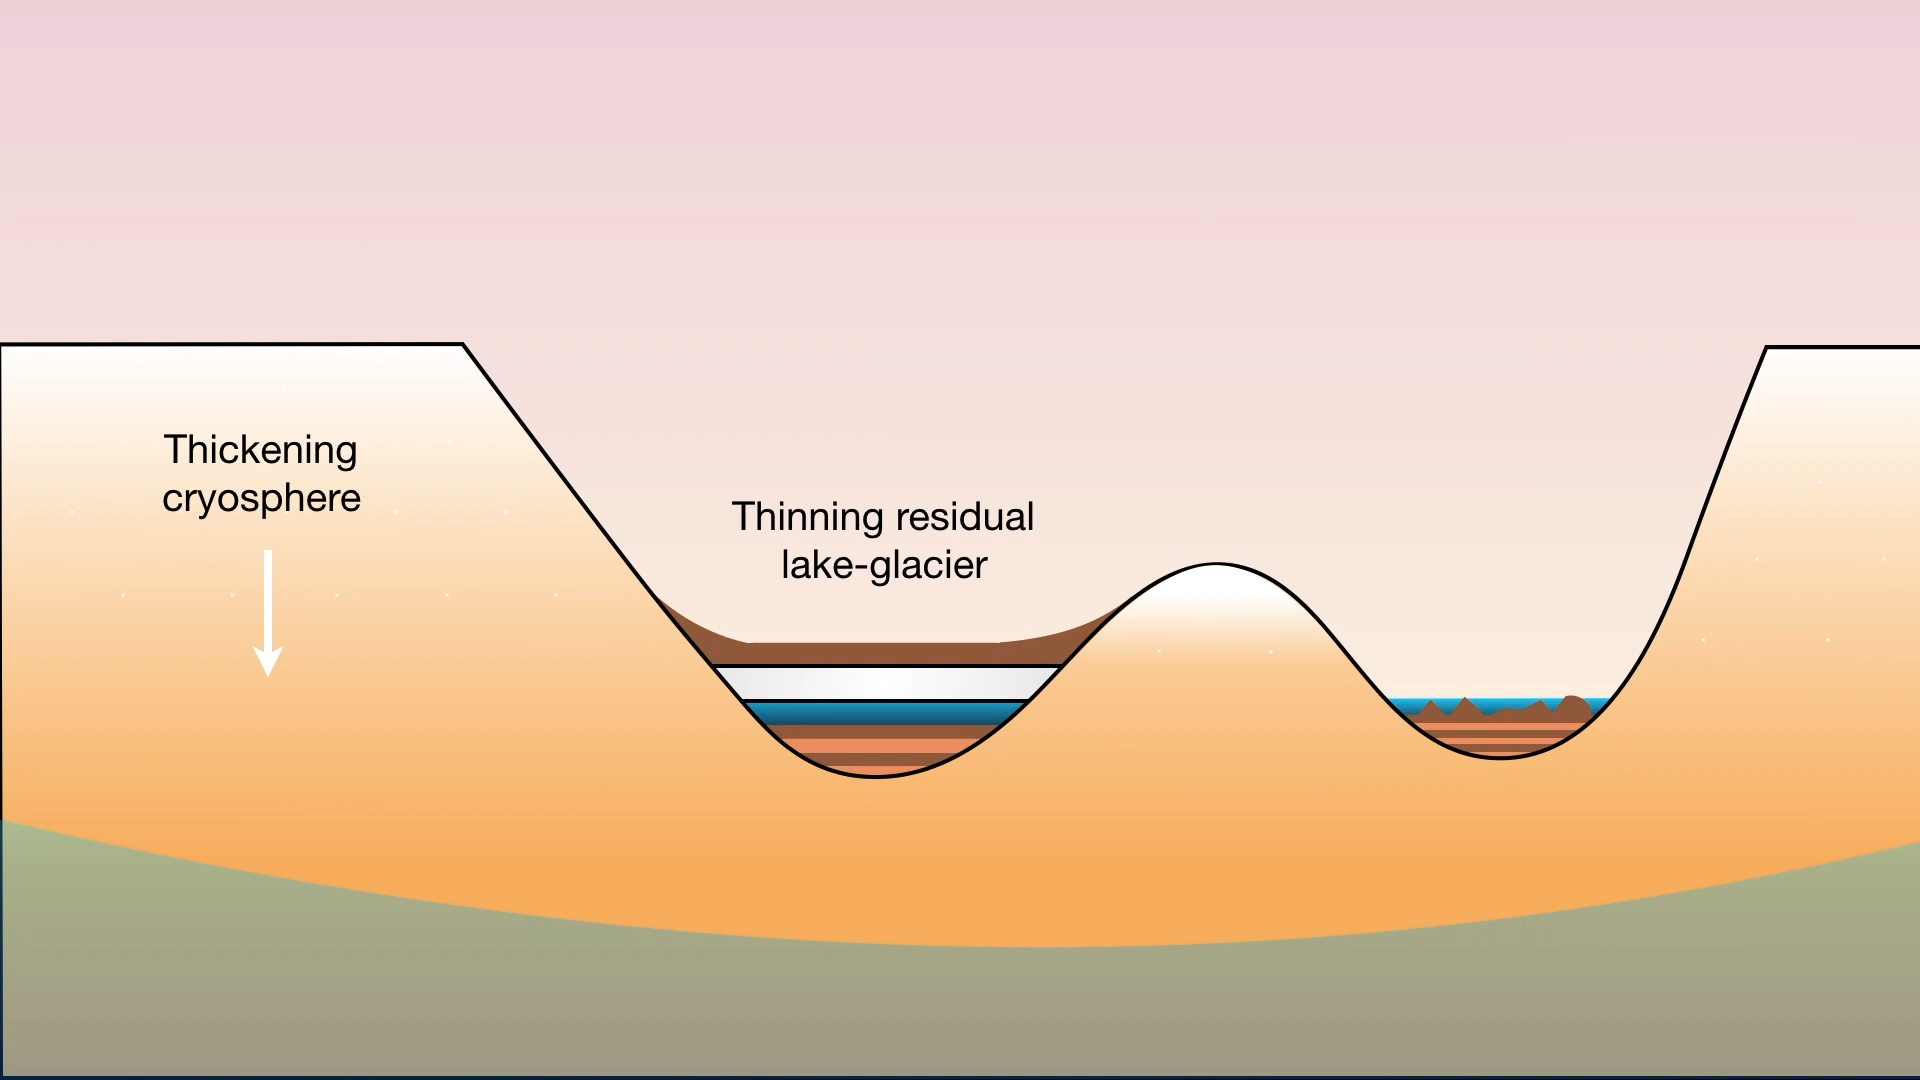 Thickening
cryosphere
Thinning residual
lake-glacier